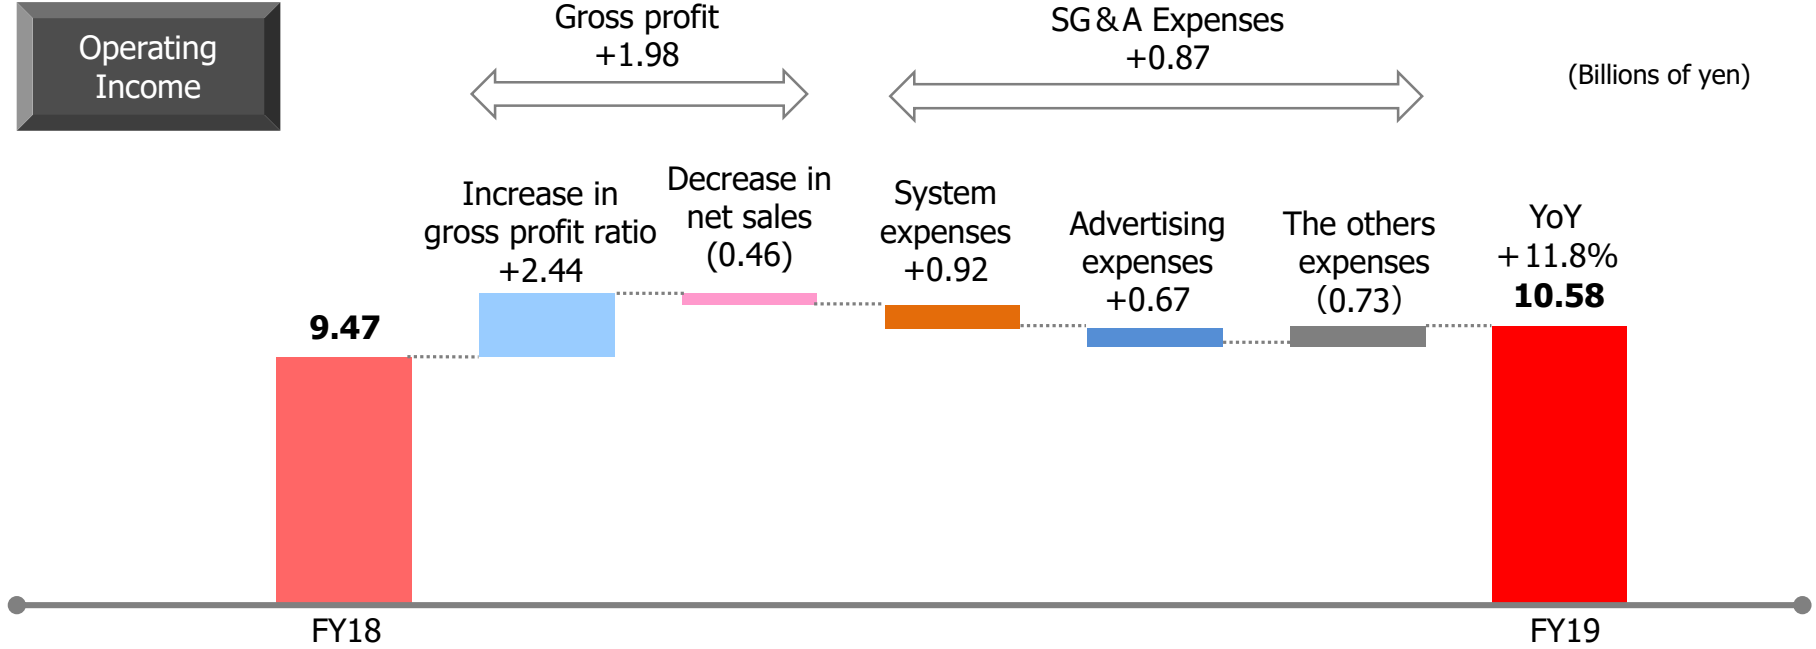 Operating
Income
Gross profit
+1.98
SG＆A Expenses
+0.87
(Billions of yen)
Increase in
gross profit ratio
+2.44
Decrease in
net sales
(0.46)
System
expenses
+0.92
Advertising
expenses
+0.67
The others
expenses
(0.73)
YoY
+11.8%
10.58
9.47
FY18
FY19